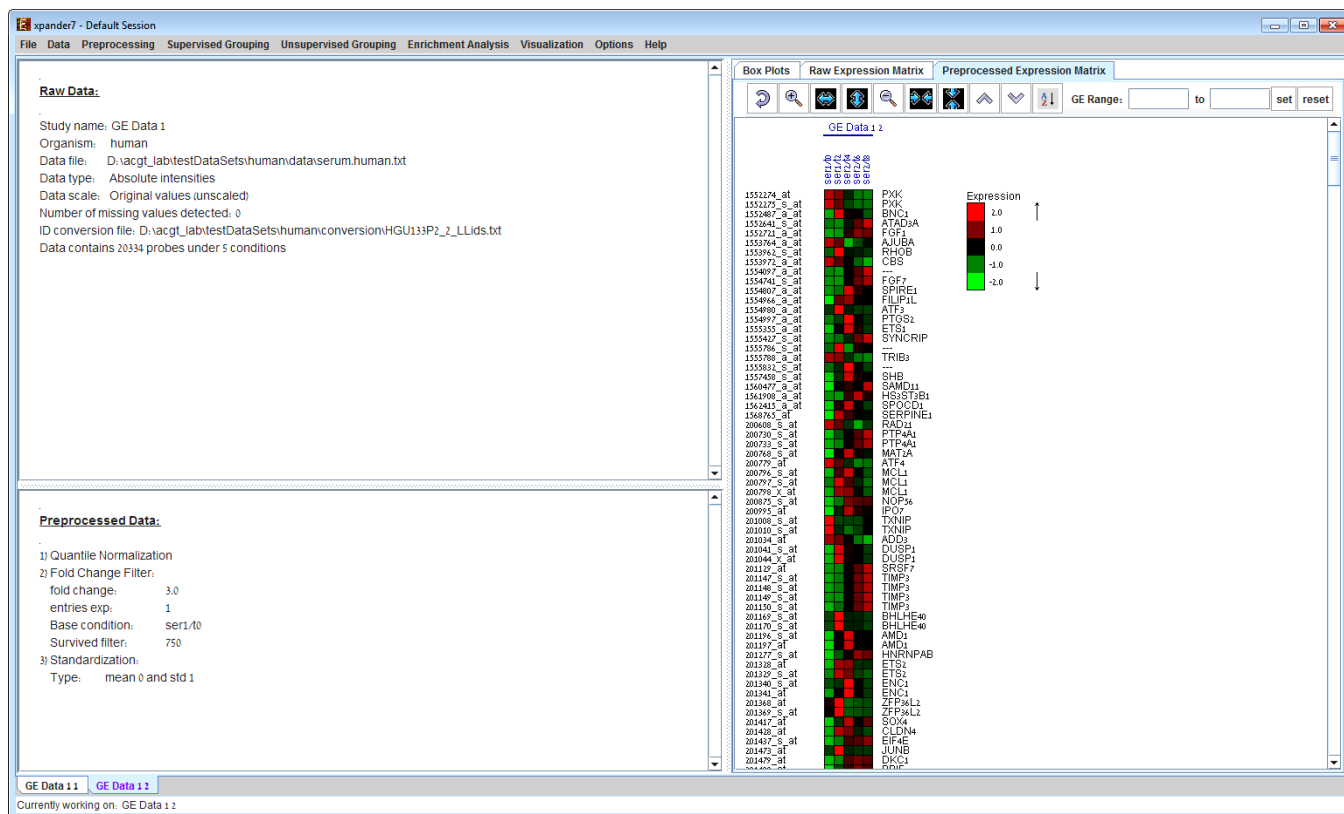 xpander7 - Default Session
File Data Preprocessing Supervised Grouping Unsupervised Grouping Enrichment Analysis Visualization Options Help
Raw Data:
Study name: GE Data 1
Organism: human
Data file: D:\acgt_lab\testDataSets\human\data\serum.human.txt
Data type: Absolute intensities
Data scale: Original values (unscaled)
Number of missing values detected: 0
ID conversion file: D:\acgt_lab\testDataSets\human\conversion\HGU133P2_2_LLids.txt
Data contains 20334 probes under 5 conditions
Preprocessed Data:
1) Quantile Normalization
2) Fold Change Filter:
fold change: 3.0
entries exp: 1
Base condition: ser1/t0
Survived filter: 750
3) Standardization:
Type: mean 0 and std 1
Box Plots Raw Expression Matrix Preprocessed Expression Matrix
GE Range: to set reset
GE Data 1 2
ser1/t0 ser1/t2 ser2/t4 ser2/t6 ser2/t8
Expression
2.0
1.0
0.0
-1.0
-2.0
1552274_at PXK
1552275_s_at PXK
1552487_a_at BNC1
1552641_s_at ATAD3A
1552721_a_at FGF1
1553764_a_at AJUBA
1553962_s_at RHOB
1553972_a_at CBS
1554097_a_at ---
1554741_s_at FGF7
1554807_a_at SPIRE1
1554966_a_at FILIP1L
1554980_a_at ATF3
1554997_a_at PTGS2
1555355_a_at ETS1
1555427_s_at SYNCRIP
1555786_s_at ---
1555788_a_at TRIB3
1555832_s_at ---
1557458_s_at SHB
1560477_a_at SAMD11
1561908_a_at HS3ST3B1
1562415_a_at SPOCD1
1568765_at SERPINE1
200608_s_at RAD21
200730_s_at PTP4A1
200733_s_at PTP4A1
200768_s_at MAT2A
200779_at ATF4
200796_s_at MCL1
200797_s_at MCL1
200798_x_at MCL1
200875_s_at NOP56
200995_at IPO7
201008_s_at TXNIP
201010_s_at TXNIP
201034_at ADD3
201041_s_at DUSP1
201044_x_at DUSP1
201129_at SRSF7
201147_s_at TIMP3
201148_s_at TIMP3
201149_s_at TIMP3
201150_s_at TIMP3
201169_s_at BHLHE40
201170_s_at BHLHE40
201196_s_at AMD1
201197_at AMD1
201277_s_at HNRNPAB
201328_at ETS2
201329_s_at ETS2
201340_s_at ENC1
201341_at ENC1
201368_at ZFP36L2
201369_s_at ZFP36L2
201417_at SOX4
201428_at CLDN4
201437_s_at EIF4E
201473_at JUNB
201479_at DKC1
GE Data 1 1 GE Data 1 2
Currently working on: GE Data 1 2